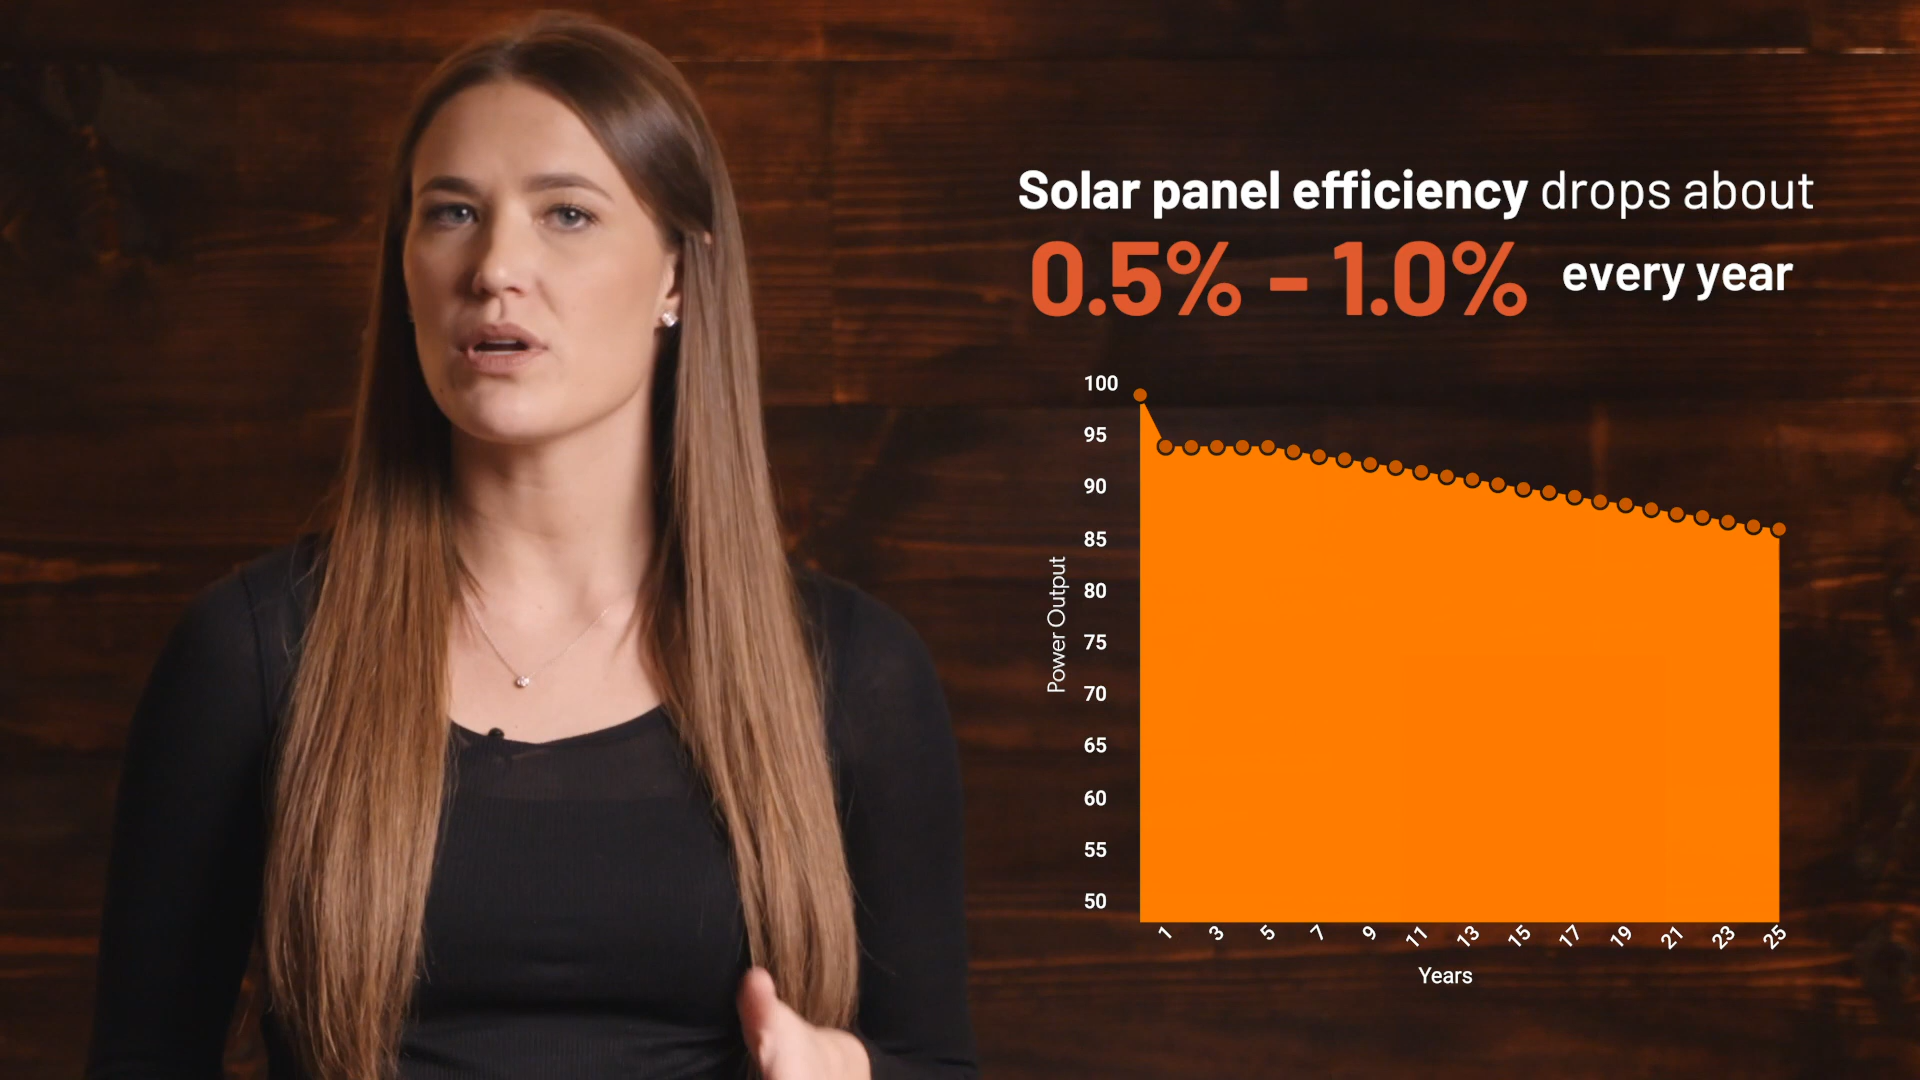 Solar panel efficiency drops about
0.5% – 1.0% every year
100
95
90
85
80
75
70
65
60
55
50
Power Output
1 3 5 7 9 11 13 15 17 19 21 23 25
Years